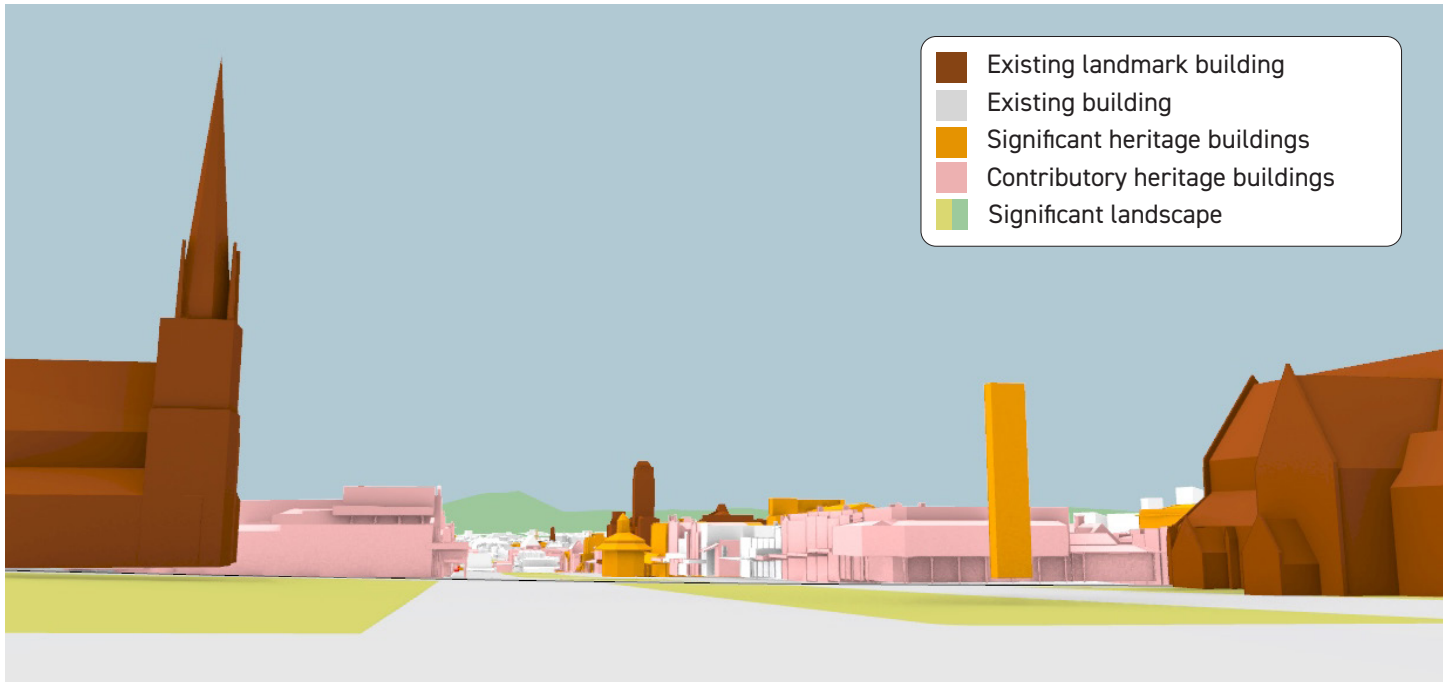 Existing landmark building
Existing building
Significant heritage buildings
Contributory heritage buildings
Significant landscape